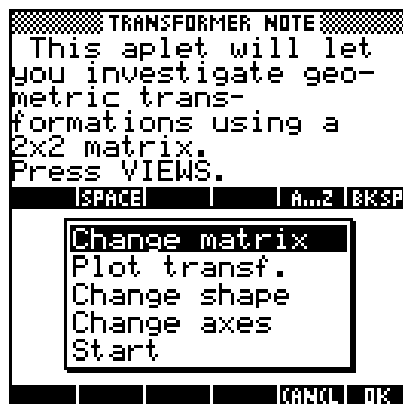 TRANSFORMER NOTE
This aplet will let
you investigate geo-
metric trans-
formations using a
2x2 matrix.
Press VIEWS.
SPACE A...Z BKSP
Change matrix
Plot transf.
Change shape
Change axes
Start
CANCL OK